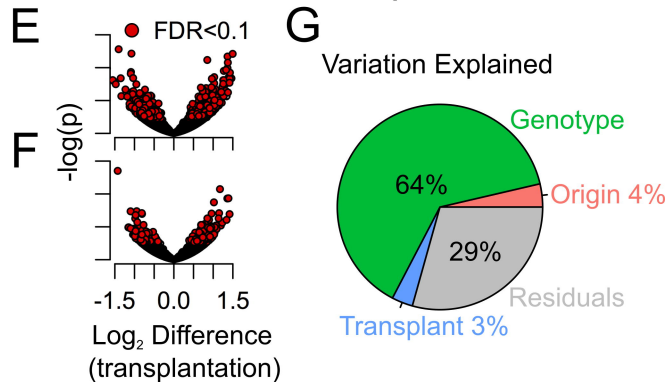 E
FDR<0.1
F
-log(p)
-1.5 0.0 1.5
Log₂ Difference
(transplantation)
G
Variation Explained
Genotype
64%
Origin 4%
29%
Residuals
Transplant 3%